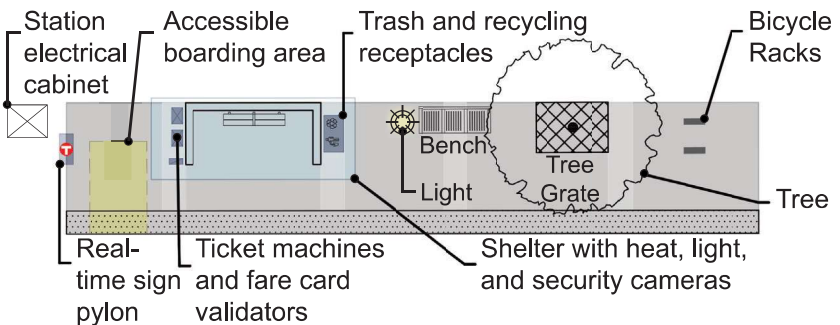 Station
electrical
cabinet
Accessible
boarding area
Trash and recycling
receptacles
Bicycle
Racks
T
Bench
Light
Tree
Grate
Tree
Real-
time sign
pylon
Ticket machines
and fare card
validators
Shelter with heat, light,
and security cameras